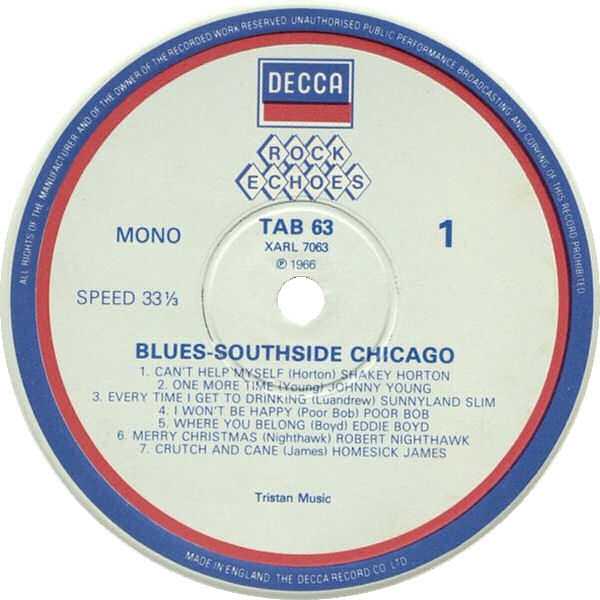 ALL RIGHTS OF THE MANUFACTURER AND OF THE OWNER OF THE RECORDED WORK RESERVED UNAUTHORISED PUBLIC PERFORMANCE BROADCASTING AND COPYING OF THIS RECORD PROHIBITED
DECCA
ROCK
ECHOES
MONO
TAB 63
XARL 7063
℗ 1966
1
SPEED 33⅓
BLUES-SOUTHSIDE CHICAGO
1. CAN'T HELP MYSELF (Horton) SHAKEY HORTON
2. ONE MORE TIME (Young) JOHNNY YOUNG
3. EVERY TIME I GET TO DRINKING (Luandrew) SUNNYLAND SLIM
4. I WON'T BE HAPPY (Poor Bob) POOR BOB
5. WHERE YOU BELONG (Boyd) EDDIE BOYD
6. MERRY CHRISTMAS (Nighthawk) ROBERT NIGHTHAWK
7. CRUTCH AND CANE (James) HOMESICK JAMES
Tristan Music
MADE IN ENGLAND THE DECCA RECORD CO LTD